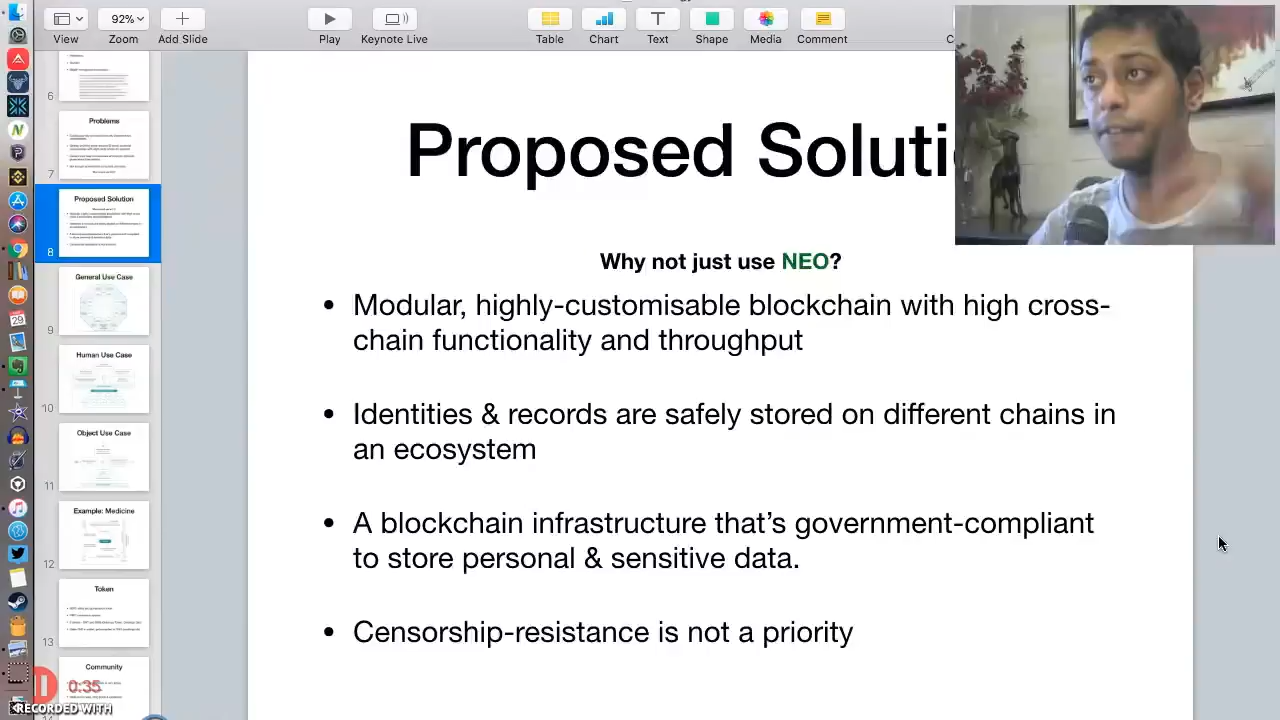 92%
View
Zoom
Add Slide
Play
Keynote Live
Table
Chart
Text
Shape
Media
Comment
C
6
Problems
7
Proposed Solution
8
General Use Case
9
Human Use Case
10
Object Use Case
11
Example: Medicine
12
Token
13
Community
Proposed Soluti
Why not just use NEO?
• Modular, highly-customisable blockchain with high cross-
chain functionality and throughput
• Identities & records are safely stored on different chains in
an ecosystem
• A blockchain infrastructure that's government-compliant
to store personal & sensitive data.
• Censorship-resistance is not a priority
29
0:35
RECORDED WITH